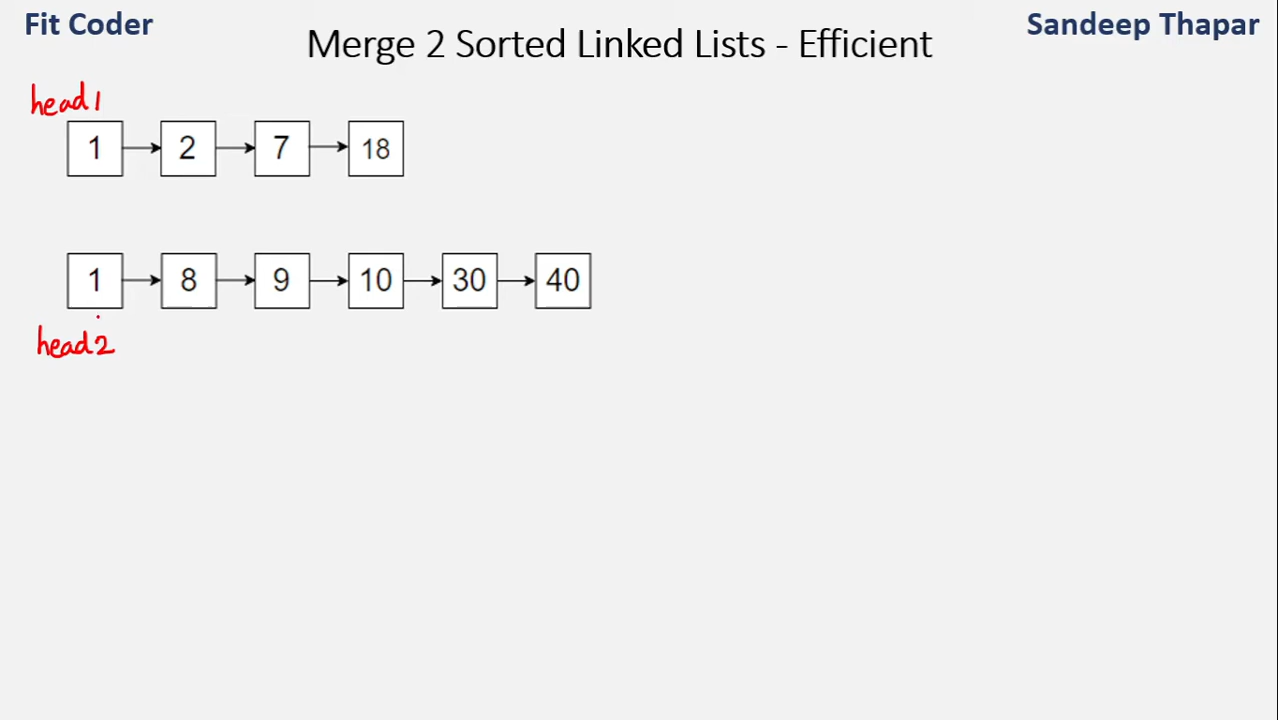 Fit Coder
Sandeep Thapar
Merge 2 Sorted Linked Lists - Efficient
head1
1 2 7 18
1 8 9 10 30 40
head2